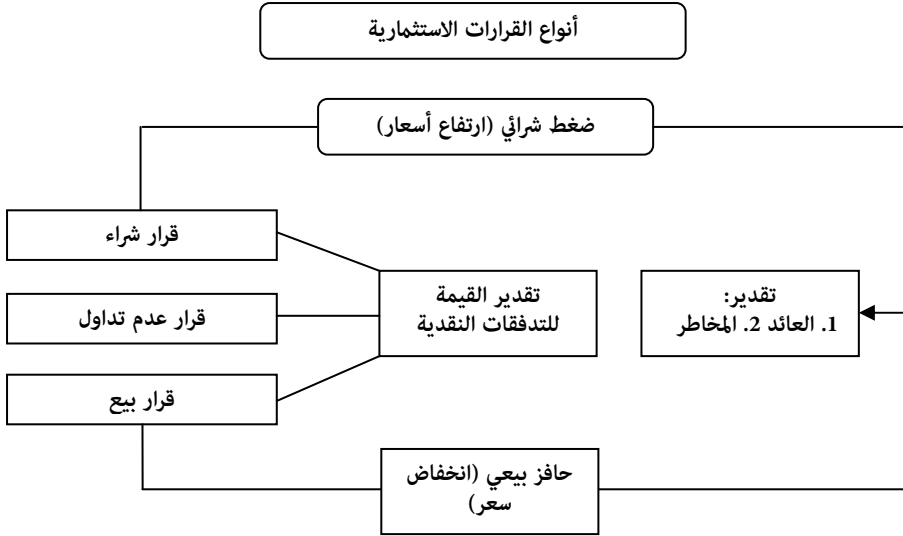 أنواع القرارات الاستثمارية
ضغط شرائي (ارتفاع أسعار)
قرار شراء
تقدير القيمة
للتدفقات النقدية
تقدير:
1. العائد 2. المخاطر
قرار عدم تداول
قرار بيع
حافز بيعي (انخفاض
سعر)